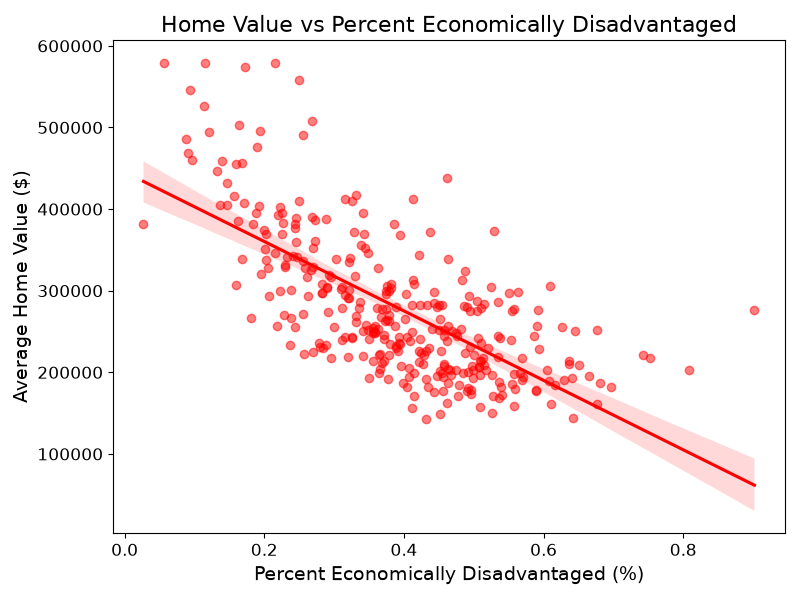 Home Value vs Percent Economically Disadvantaged
600000
500000
400000
300000
200000
100000
Average Home Value ($)
0.0 0.2 0.4 0.6 0.8
Percent Economically Disadvantaged (%)